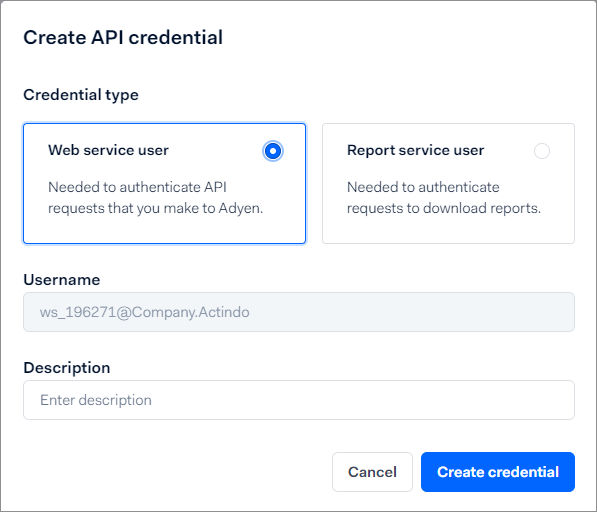 Create API credential
Credential type
Web service user
Needed to authenticate API
requests that you make to Adyen.
Report service user
Needed to authenticate
requests to download reports.
Username
ws_196271@Company.Actindo
Description
Enter description
Cancel
Create credential